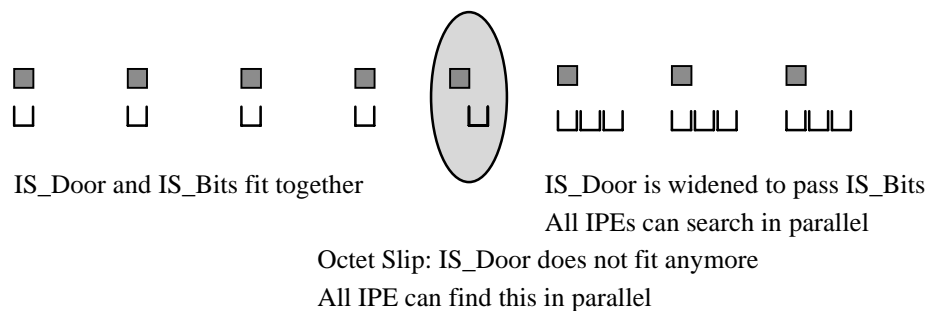 IS_Door and IS_Bits fit together
IS_Door is widened to pass IS_Bits
All IPEs can search in parallel
Octet Slip: IS_Door does not fit anymore
All IPE can find this in parallel